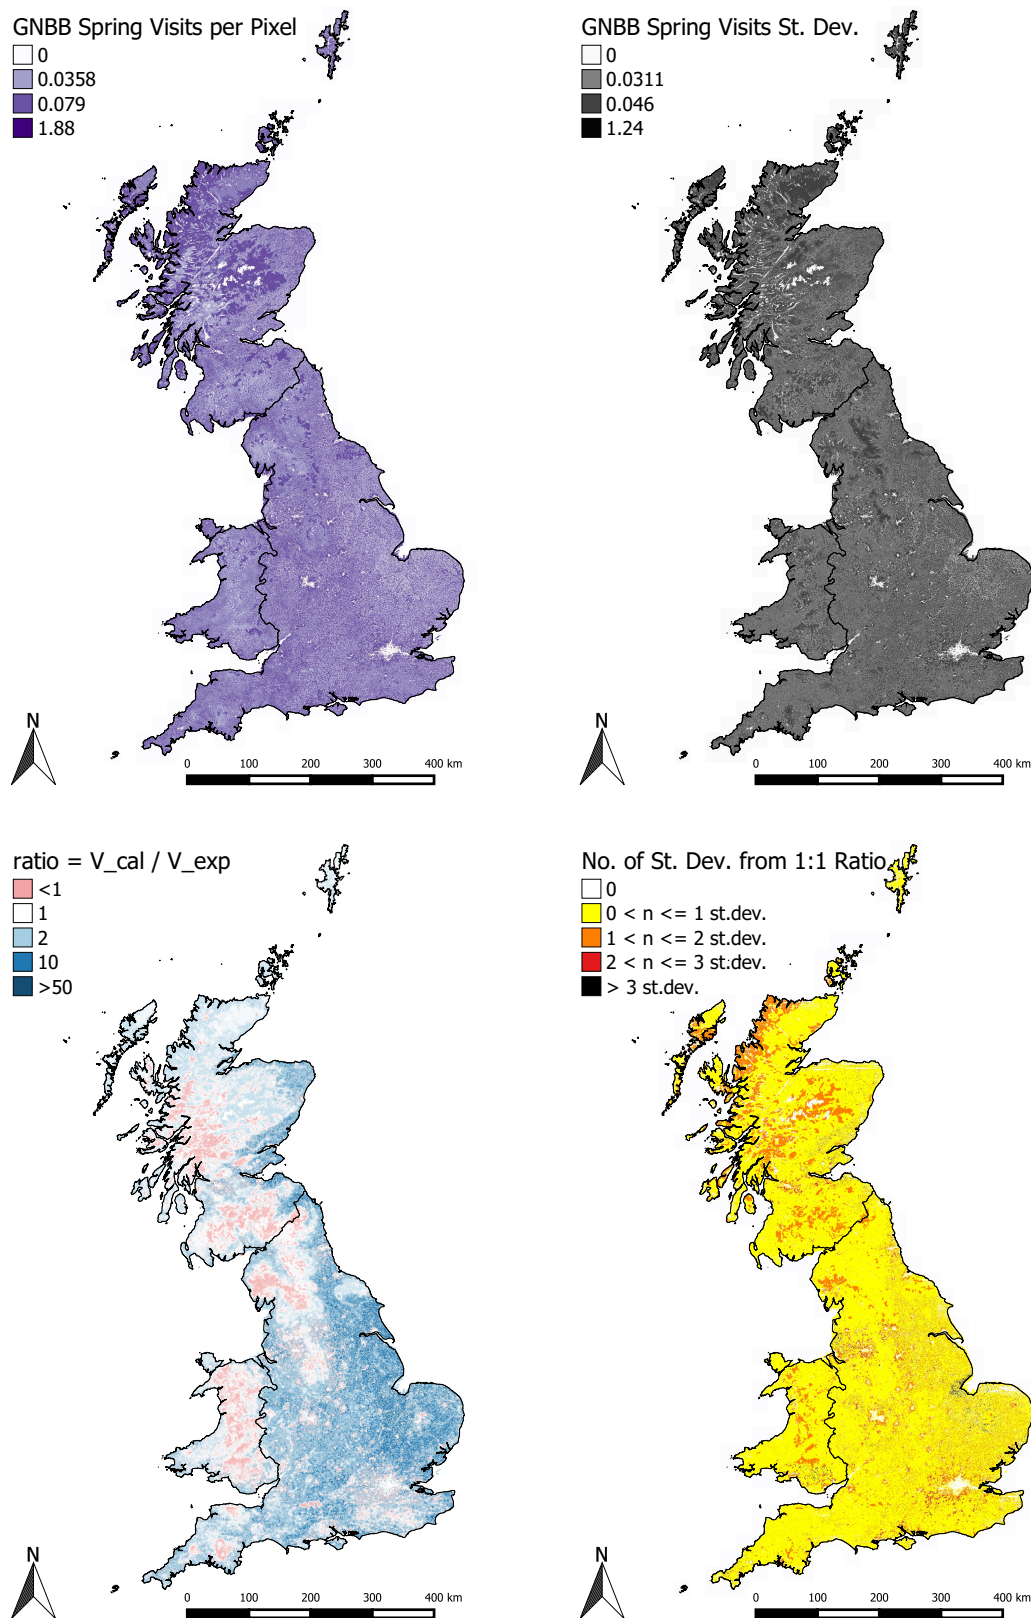 GNBB Spring Visits per Pixel
0
0.0358
0.079
1.88
N
0 100 200 300 400 km
GNBB Spring Visits St. Dev.
0
0.0311
0.046
1.24
N
0 100 200 300 400 km
ratio = V_cal / V_exp
<1
1
2
10
>50
N
0 100 200 300 400 km
No. of St. Dev. from 1:1 Ratio
0
0 < n <= 1 st.dev.
1 < n <= 2 st.dev.
2 < n <= 3 st.dev.
> 3 st.dev.
N
0 100 200 300 400 km